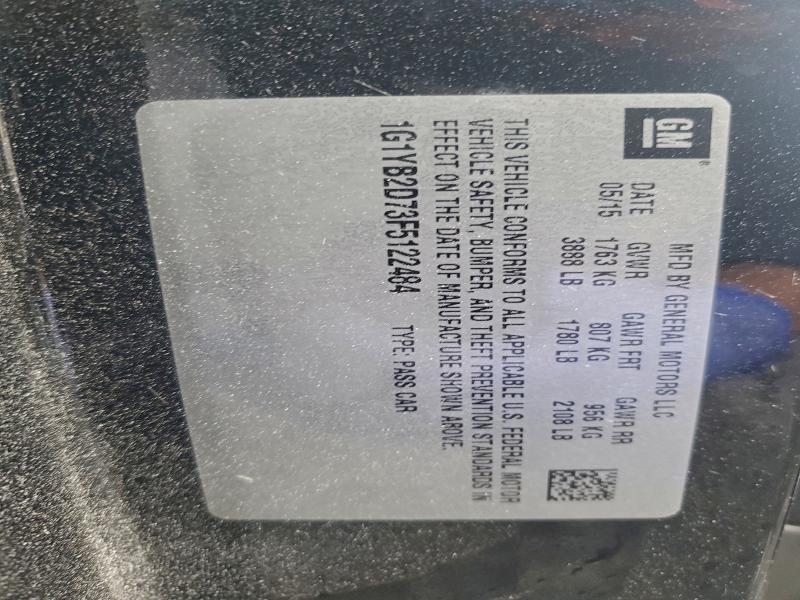 GM ®
MFD BY GENERAL MOTORS LLC
DATE GVWR GAWR FRT GAWR RR
05/15 1763 KG 807 KG 956 KG
3888 LB 1780 LB 2108 LB
THIS VEHICLE CONFORMS TO ALL APPLICABLE U.S. FEDERAL MOTOR
VEHICLE SAFETY, BUMPER, AND THEFT PREVENTION STANDARDS IN
EFFECT ON THE DATE OF MANUFACTURE SHOWN ABOVE.
1G1YB2D73F5122484 TYPE: PASS CAR